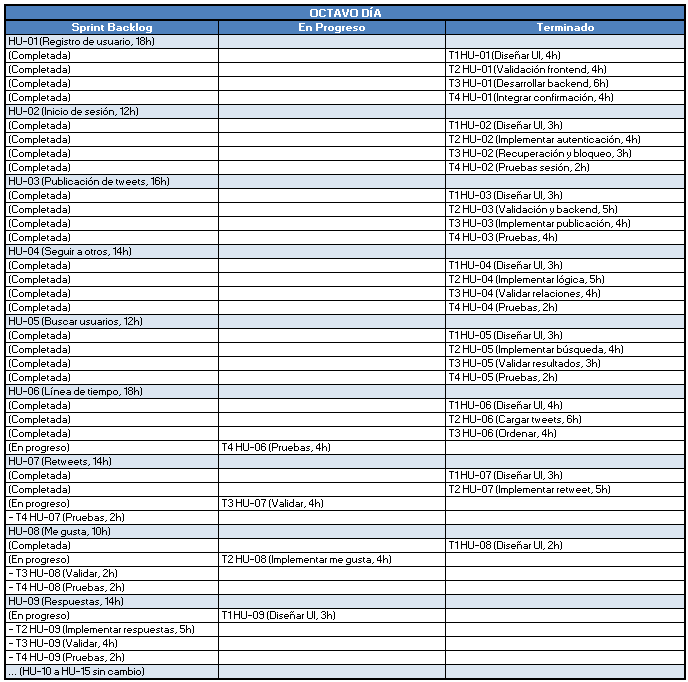 OCTAVO DÍA
Sprint Backlog En Progreso Terminado
HU-01 (Registro de usuario, 18h)
(Completada) T1 HU-01 (Diseñar UI, 4h)
(Completada) T2 HU-01 (Validación frontend, 4h)
(Completada) T3 HU-01 (Desarrollar backend, 6h)
(Completada) T4 HU-01 (Integrar confirmación, 4h)
HU-02 (Inicio de sesión, 12h)
(Completada) T1 HU-02 (Diseñar UI, 3h)
(Completada) T2 HU-02 (Implementar autenticación, 4h)
(Completada) T3 HU-02 (Recuperación y bloqueo, 3h)
(Completada) T4 HU-02 (Pruebas sesión, 2h)
HU-03 (Publicación de tweets, 16h)
(Completada) T1 HU-03 (Diseñar UI, 3h)
(Completada) T2 HU-03 (Validación y backend, 5h)
(Completada) T3 HU-03 (Implementar publicación, 4h)
(Completada) T4 HU-03 (Pruebas, 4h)
HU-04 (Seguir a otros, 14h)
(Completada) T1 HU-04 (Diseñar UI, 3h)
(Completada) T2 HU-04 (Implementar lógica, 5h)
(Completada) T3 HU-04 (Validar relaciones, 4h)
(Completada) T4 HU-04 (Pruebas, 2h)
HU-05 (Buscar usuarios, 12h)
(Completada) T1 HU-05 (Diseñar UI, 3h)
(Completada) T2 HU-05 (Implementar búsqueda, 4h)
(Completada) T3 HU-05 (Validar resultados, 3h)
(Completada) T4 HU-05 (Pruebas, 2h)
HU-06 (Línea de tiempo, 18h)
(Completada) T1 HU-06 (Diseñar UI, 4h)
(Completada) T2 HU-06 (Cargar tweets, 6h)
(Completada) T3 HU-06 (Ordenar, 4h)
(En progreso) T4 HU-06 (Pruebas, 4h)
HU-07 (Retweets, 14h)
(Completada) T1 HU-07 (Diseñar UI, 3h)
(Completada) T2 HU-07 (Implementar retweet, 5h)
(En progreso) T3 HU-07 (Validar, 4h)
- T4 HU-07 (Pruebas, 2h)
HU-08 (Me gusta, 10h)
(Completada) T1 HU-08 (Diseñar UI, 2h)
(En progreso) T2 HU-08 (Implementar me gusta, 4h)
- T3 HU-08 (Validar, 2h)
- T4 HU-08 (Pruebas, 2h)
HU-09 (Respuestas, 14h)
(En progreso) T1 HU-09 (Diseñar UI, 3h)
- T2 HU-09 (Implementar respuestas, 5h)
- T3 HU-09 (Validar, 4h)
- T4 HU-09 (Pruebas, 2h)
... (HU-10 a HU-15 sin cambio)